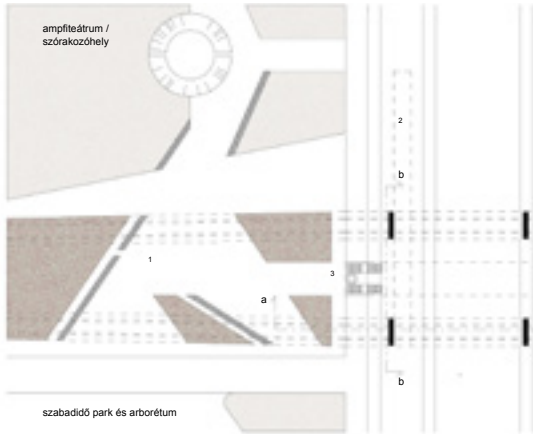 ampfiteátrum /
szórakozóhely
2
b
1
3
a
b
szabadidő park és arborétum